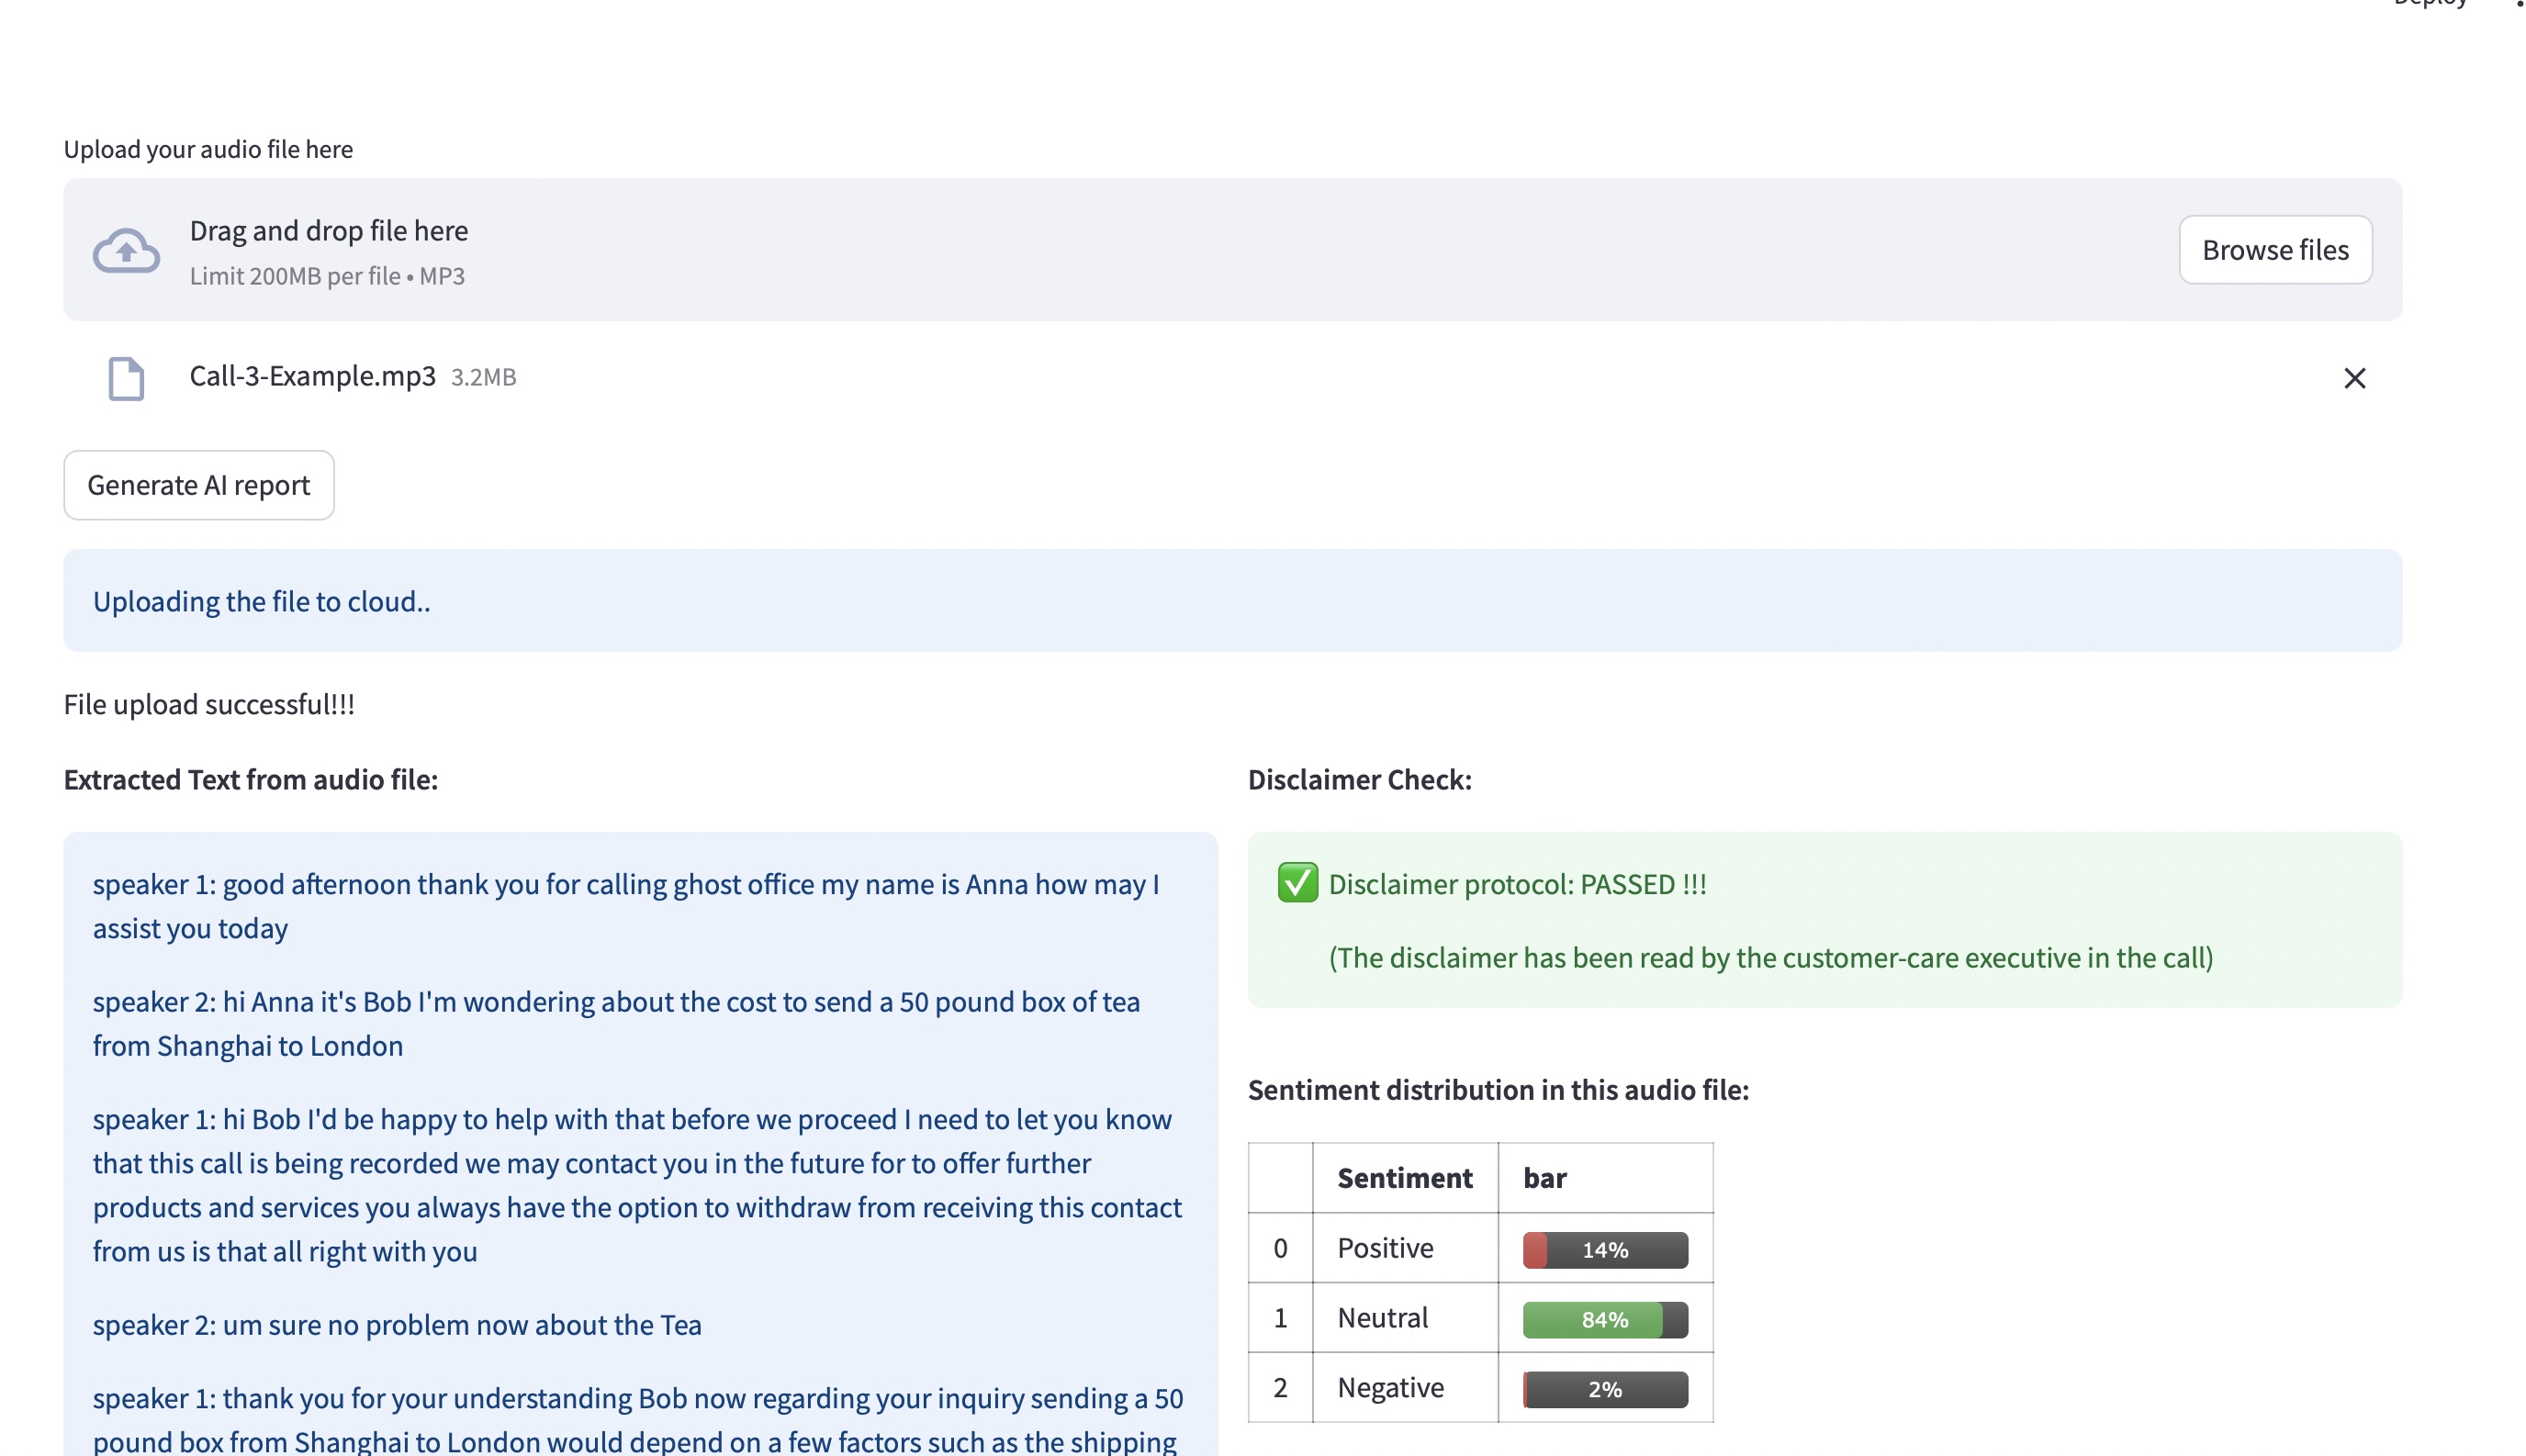 Deploy
Upload your audio file here
Drag and drop file here
Limit 200MB per file • MP3
Browse files
Call-3-Example.mp3 3.2MB
Generate AI report
Uploading the file to cloud..
File upload successful!!!
Extracted Text from audio file:
speaker 1: good afternoon thank you for calling ghost office my name is Anna how may I
assist you today
speaker 2: hi Anna it's Bob I'm wondering about the cost to send a 50 pound box of tea
from Shanghai to London
speaker 1: hi Bob I'd be happy to help with that before we proceed I need to let you know
that this call is being recorded we may contact you in the future for to offer further
products and services you always have the option to withdraw from receiving this contact
from us is that all right with you
speaker 2: um sure no problem now about the Tea
speaker 1: thank you for your understanding Bob now regarding your inquiry sending a 50
pound box from Shanghai to London would depend on a few factors such as the shipping
Disclaimer Check:
✅ Disclaimer protocol: PASSED !!!
(The disclaimer has been read by the customer-care executive in the call)
Sentiment distribution in this audio file:
Sentiment bar
0 Positive 14%
1 Neutral 84%
2 Negative 2%